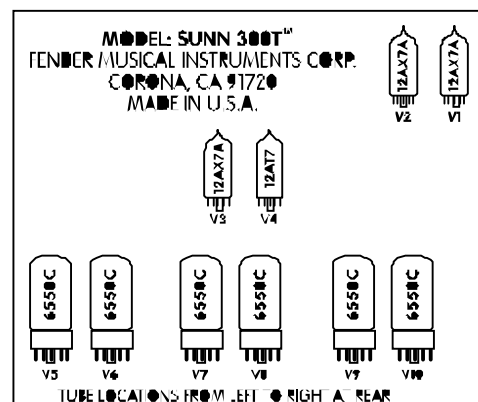 MODEL: SUNN 300T™
FENDER MUSICAL INSTRUMENTS CORP.
CORONA, CA 91720
MADE IN U.S.A.
12AX7A
12AX7A
V2
V1
12AX7A
12AT7
V3
V4
6550C
6550C
6550C
6550C
6550C
6550C
V5
V6
V7
V8
V9
V10
TUBE LOCATIONS FROM LEFT TO RIGHT AT REAR